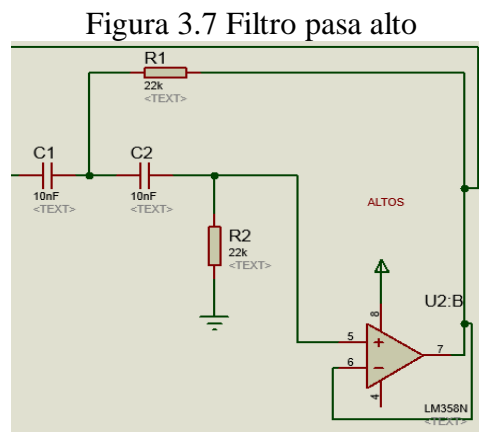 Figura 3.7 Filtro pasa alto
R1
22k
<TEXT>
C1
10nF
<TEXT>
C2
10nF
<TEXT>
ALTOS
R2
22k
<TEXT>
U2:B
8
5
+
7
6
−
4
LM358N
<TEXT>